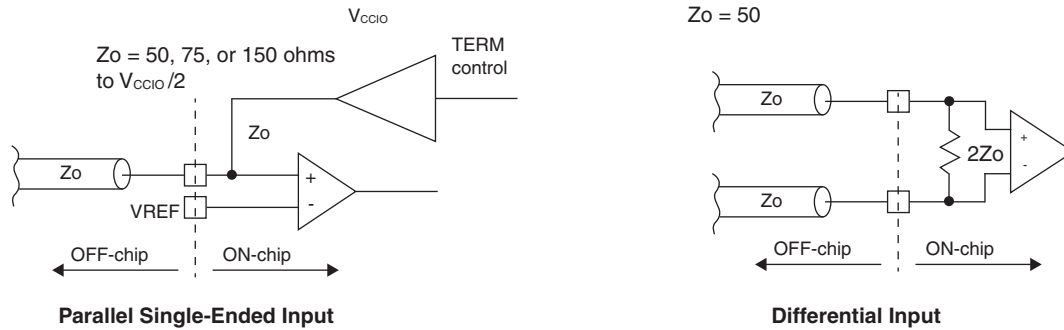 VCCIO
Zo = 50, 75, or 150 ohms
to VCCIO/2
TERM
control
Zo
Zo
+
-
VREF
OFF-chip
ON-chip
Parallel Single-Ended Input
Zo = 50
Zo
Zo
2Zo
+
-
OFF-chip
ON-chip
Differential Input